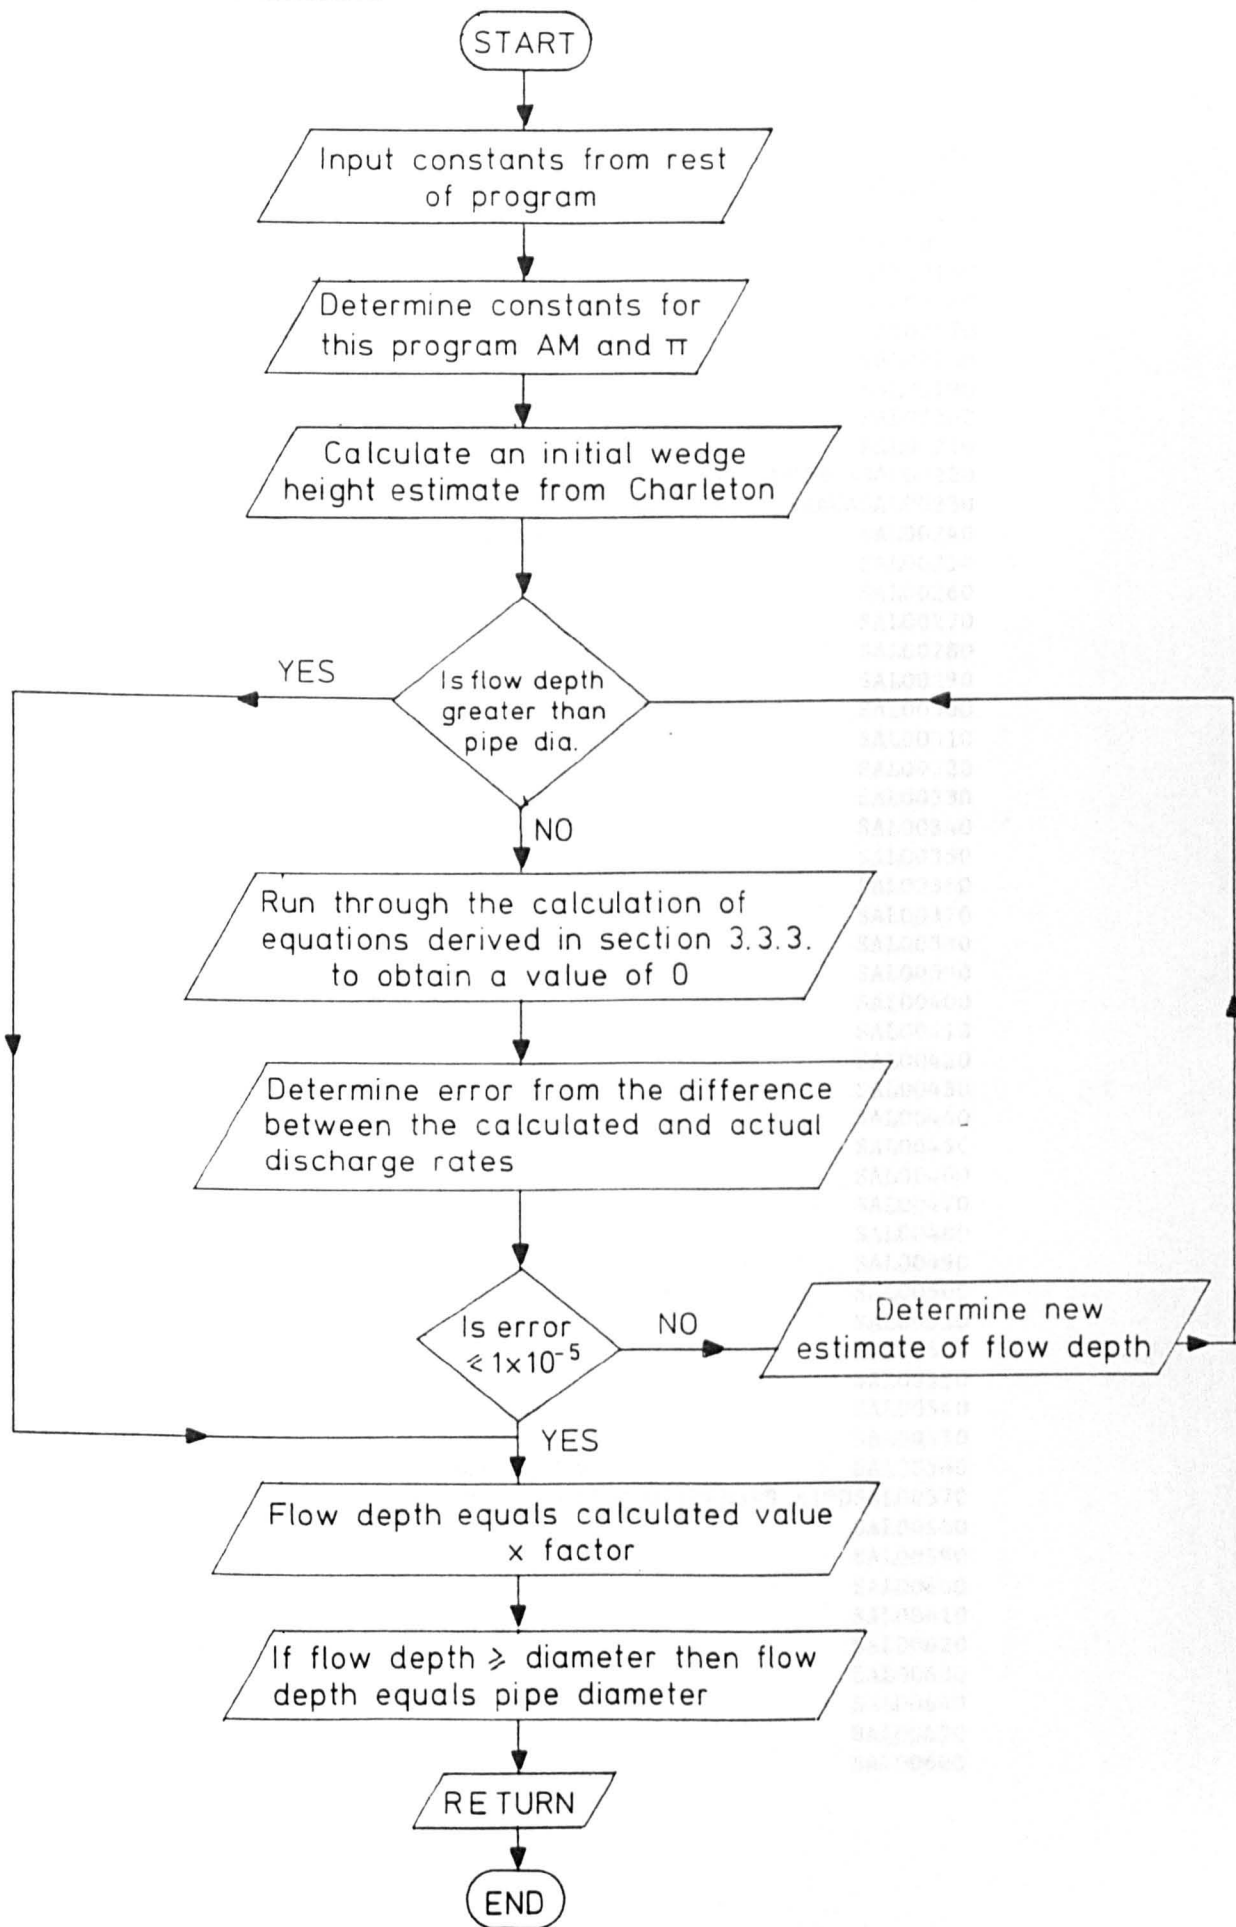 START
Input constants from rest
of program
Determine constants for
this program AM and π
Calculate an initial wedge
height estimate from Charleton
Is flow depth
greater than
pipe dia.
YES
NO
Run through the calculation of
equations derived in section 3.3.3.
to obtain a value of 0
Determine error from the difference
between the calculated and actual
discharge rates
Is error
⩽ 1x10⁻⁵
NO
Determine new
estimate of flow depth
YES
Flow depth equals calculated value
x factor
If flow depth ⩾ diameter then flow
depth equals pipe diameter
RETURN
END